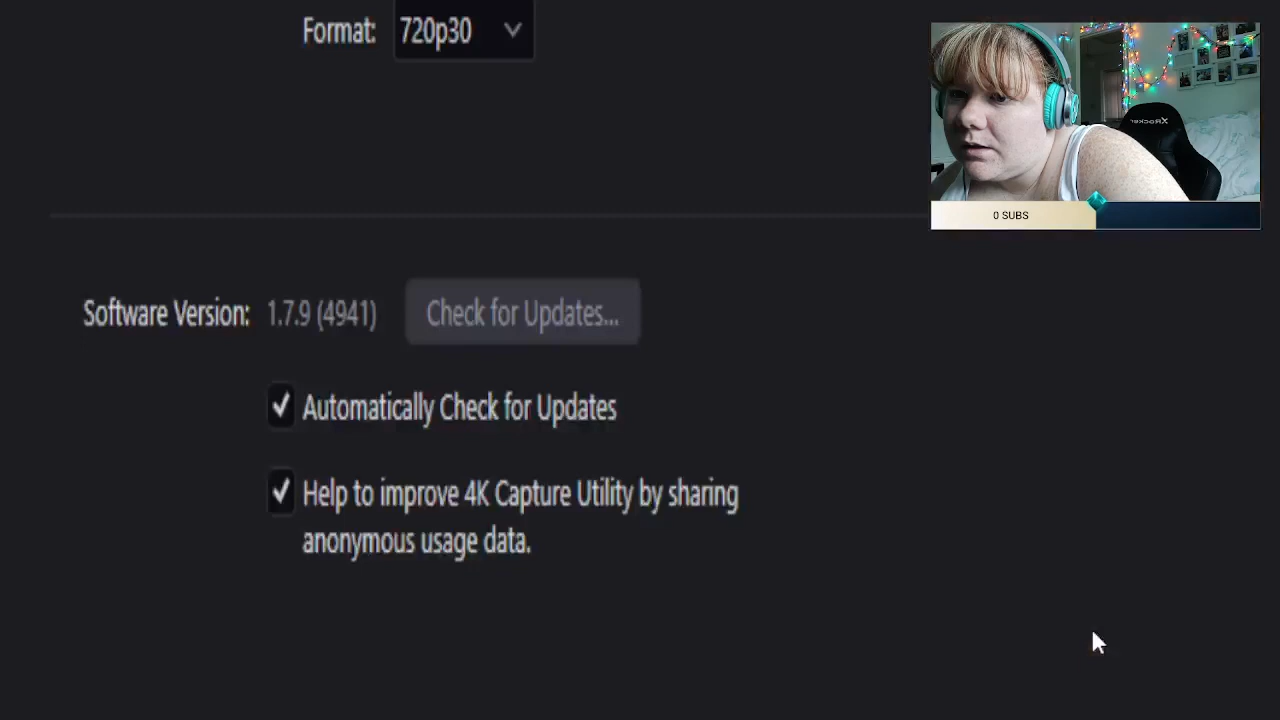 Format: 720p30
0 SUBS
Software Version: 1.7.9 (4941) Check for Updates...
Automatically Check for Updates
Help to improve 4K Capture Utility by sharing
anonymous usage data.